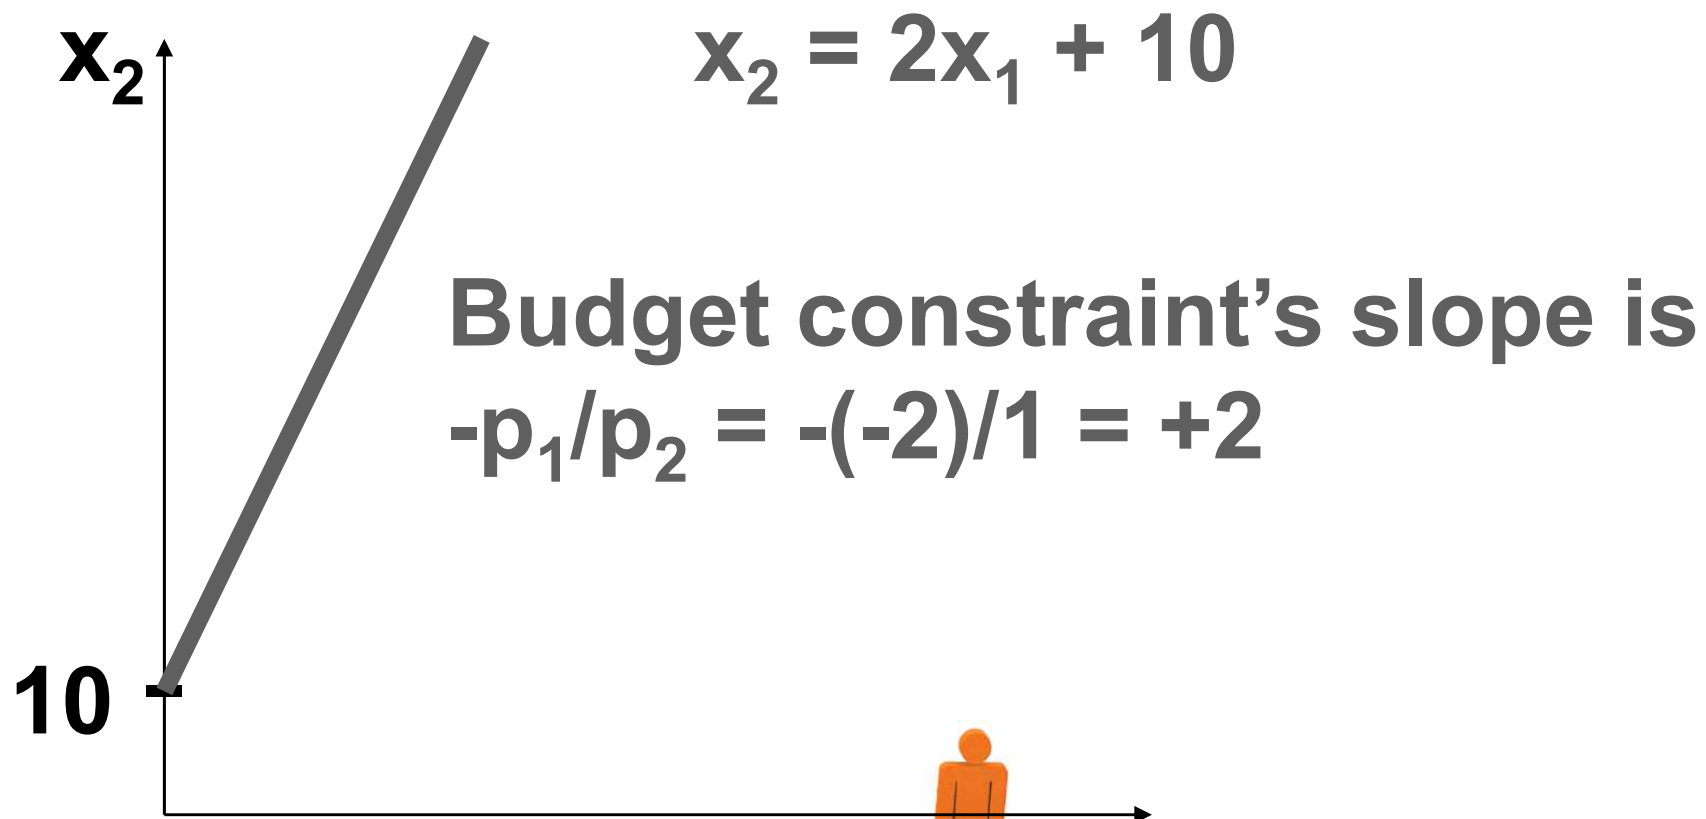 x₂
x₂ = 2x₁ + 10
Budget constraint’s slope is
-p₁/p₂ = -(-2)/1 = +2
10